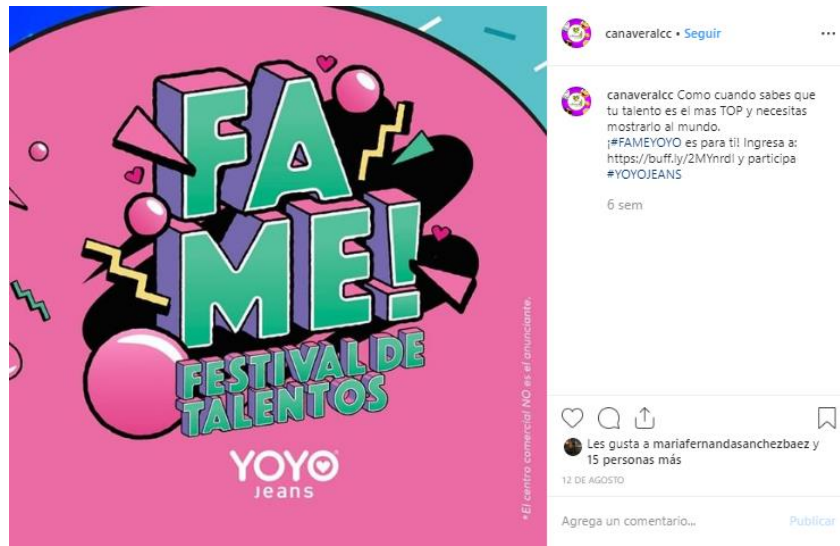 FA
ME!
FESTIVAL DE
TALENTOS
YOYO
Jeans
*El centro comercial NO es el anunciante.
canaveralcc • Seguir
canaveralcc Como cuando sabes que
tu talento es el mas TOP y necesitas
mostrarlo al mundo.
¡#FAMEYOYO es para ti! Ingresa a:
https://buff.ly/2MYnrdl y participa
#YOYOJEANS
6 sem
Les gusta a mariafernandasanchezbaez y
15 personas más
12 DE AGOSTO
Agrega un comentario...
Publicar